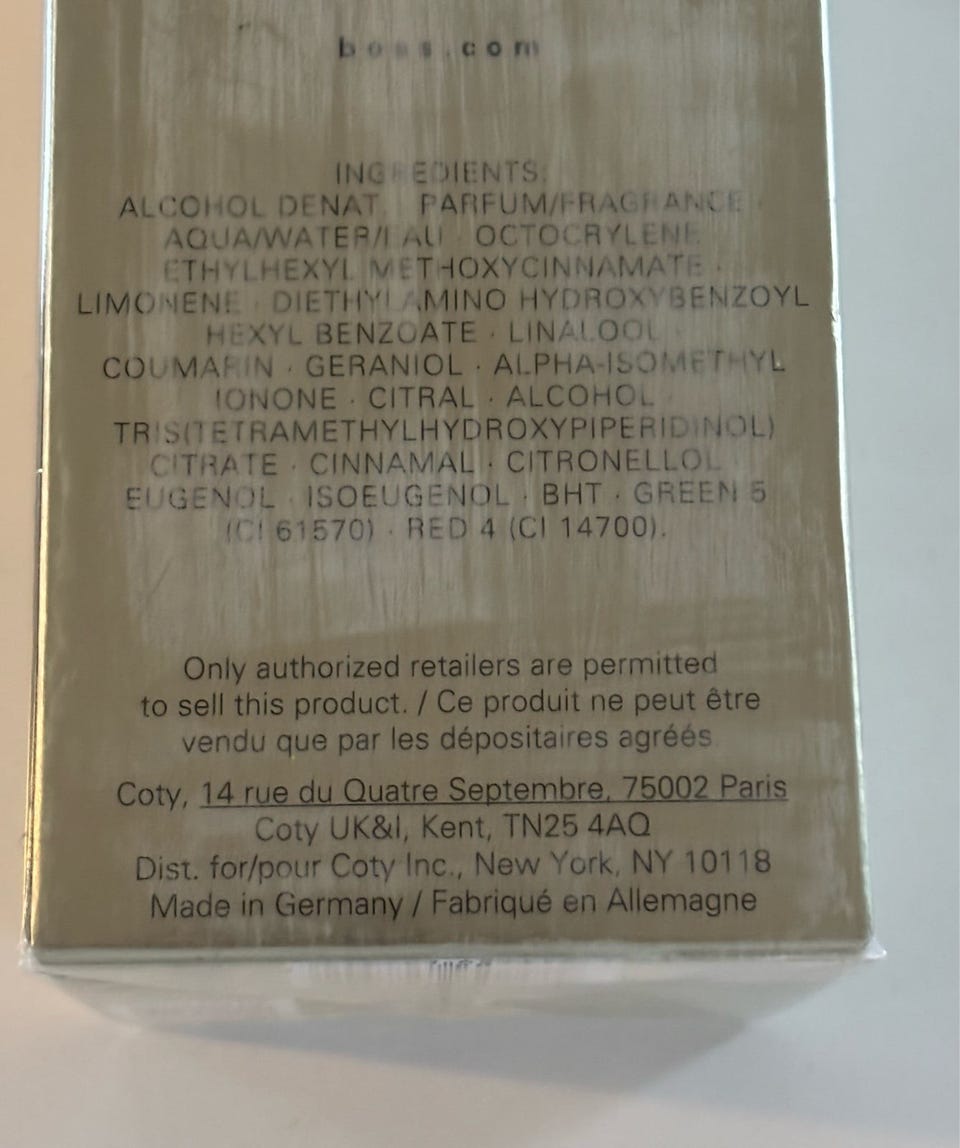 boss.com
INGREDIENTS:
ALCOHOL DENAT. · PARFUM/FRAGRANCE ·
AQUA/WATER/EAU · OCTOCRYLENE
ETHYLHEXYL METHOXYCINNAMATE ·
LIMONENE · DIETHYLAMINO HYDROXYBENZOYL
HEXYL BENZOATE · LINALOOL ·
COUMARIN · GERANIOL · ALPHA-ISOMETHYL
IONONE · CITRAL · ALCOHOL
TRIS(TETRAMETHYLHYDROXYPIPERIDINOL)
CITRATE · CINNAMAL · CITRONELLOL
EUGENOL · ISOEUGENOL · BHT · GREEN 5
(CI 61570) · RED 4 (CI 14700).
Only authorized retailers are permitted
to sell this product. / Ce produit ne peut être
vendu que par les dépositaires agréés
Coty, 14 rue du Quatre Septembre, 75002 Paris
Coty UK&I, Kent, TN25 4AQ
Dist. for/pour Coty Inc., New York, NY 10118
Made in Germany / Fabriqué en Allemagne